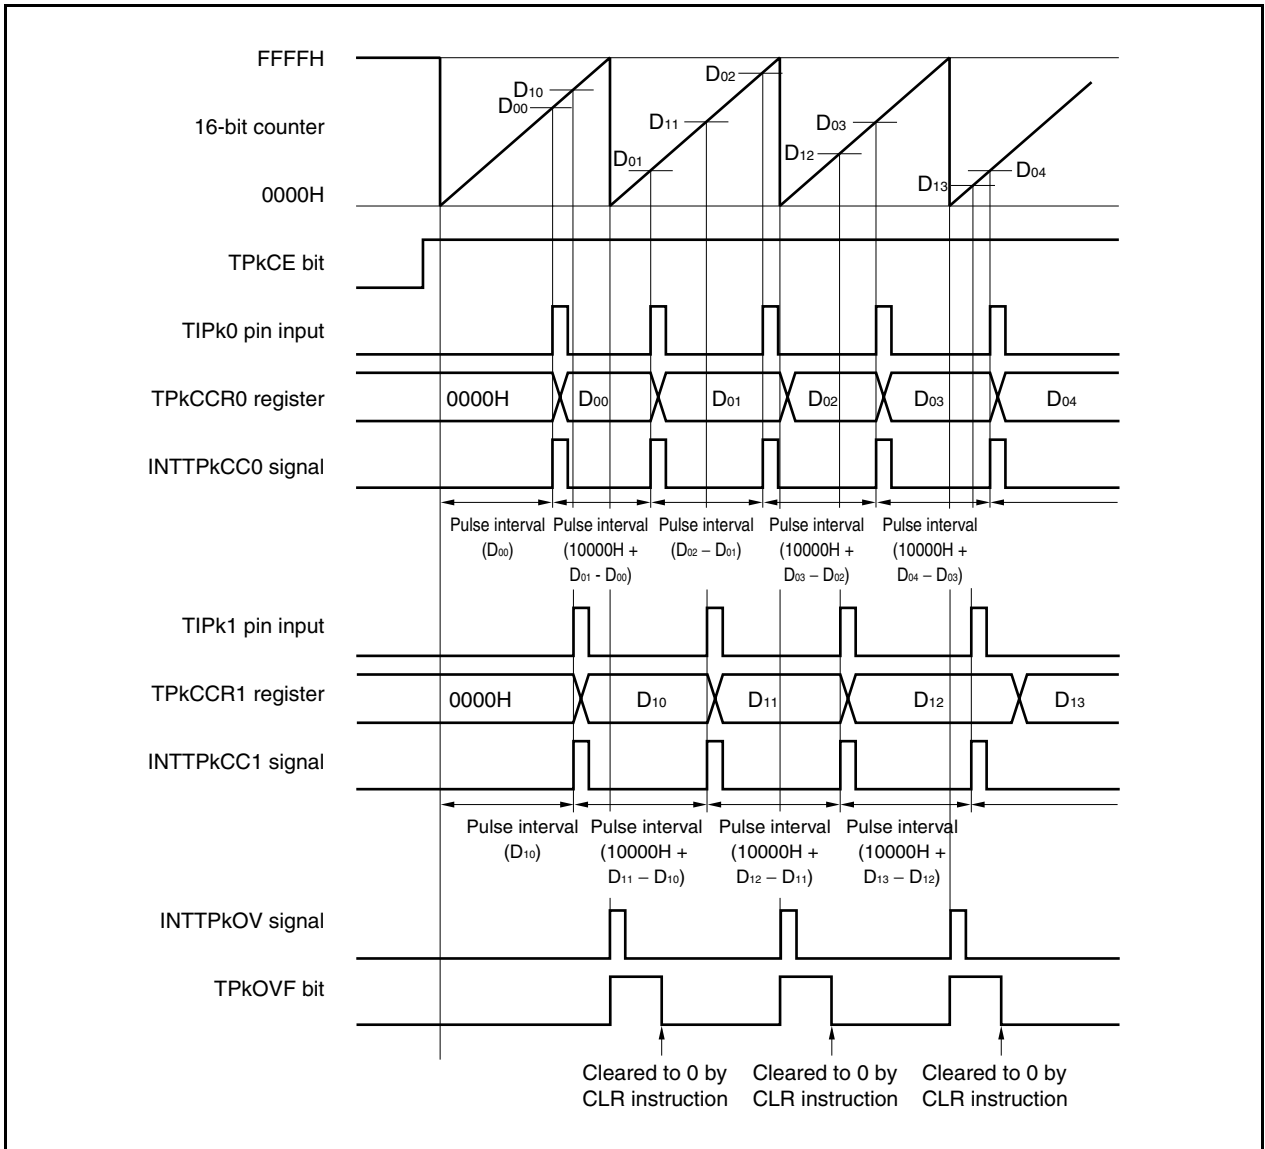 FFFFH
16-bit counter
0000H
D10
D00
D01
D11
D02
D12
D03
D13
D04
TPkCE bit
TIPk0 pin input
TPkCCR0 register
0000H
D00
D01
D02
D03
D04
INTTPkCC0 signal
Pulse interval
(D00)
Pulse interval
(10000H +
D01 - D00)
Pulse interval
(D02 – D01)
Pulse interval
(10000H +
D03 – D02)
Pulse interval
(10000H +
D04 – D03)
TIPk1 pin input
TPkCCR1 register
0000H
D10
D11
D12
D13
INTTPkCC1 signal
Pulse interval
(D10)
Pulse interval
(10000H +
D11 – D10)
Pulse interval
(10000H +
D12 – D11)
Pulse interval
(10000H +
D13 – D12)
INTTPkOV signal
TPkOVF bit
Cleared to 0 by
CLR instruction
Cleared to 0 by
CLR instruction
Cleared to 0 by
CLR instruction